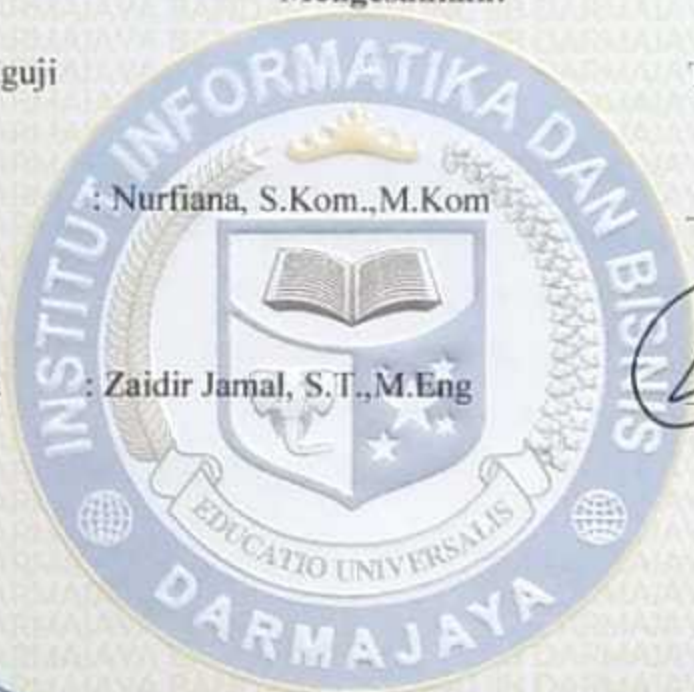 guji
: Nurfiana, S.Kom.,M.Kom
: Zaidir Jamal, S.T.,M.Eng
INSTITUT INFORMATIKA DAN BISNIS
EDUCATIO UNIVERSALIS
DARMAJAYA